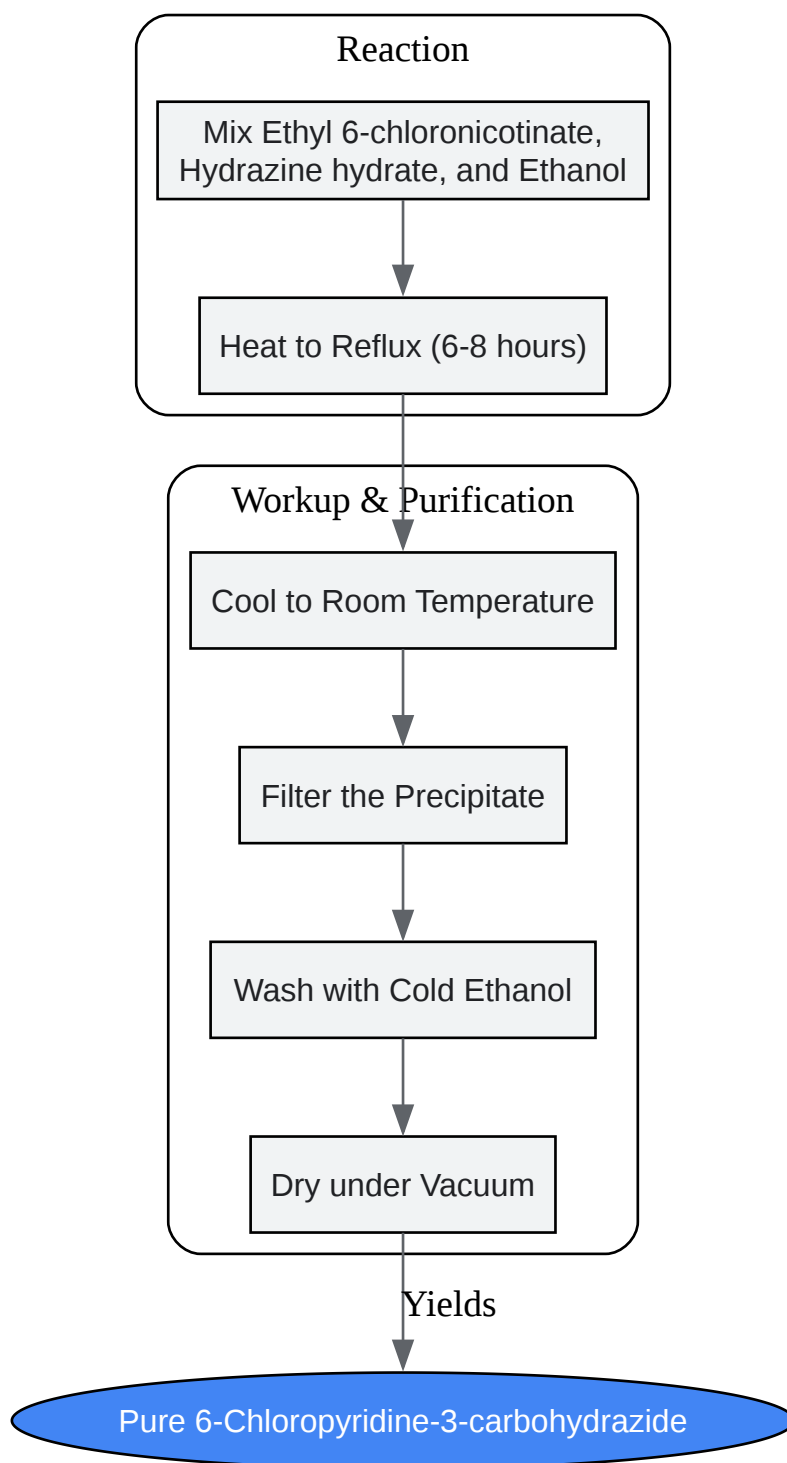 Reaction
Mix Ethyl 6-chloronicotinate,
Hydrazine hydrate, and Ethanol
Heat to Reflux (6-8 hours)
Workup & Purification
Cool to Room Temperature
Filter the Precipitate
Wash with Cold Ethanol
Dry under Vacuum
Yields
Pure 6-Chloropyridine-3-carbohydrazide